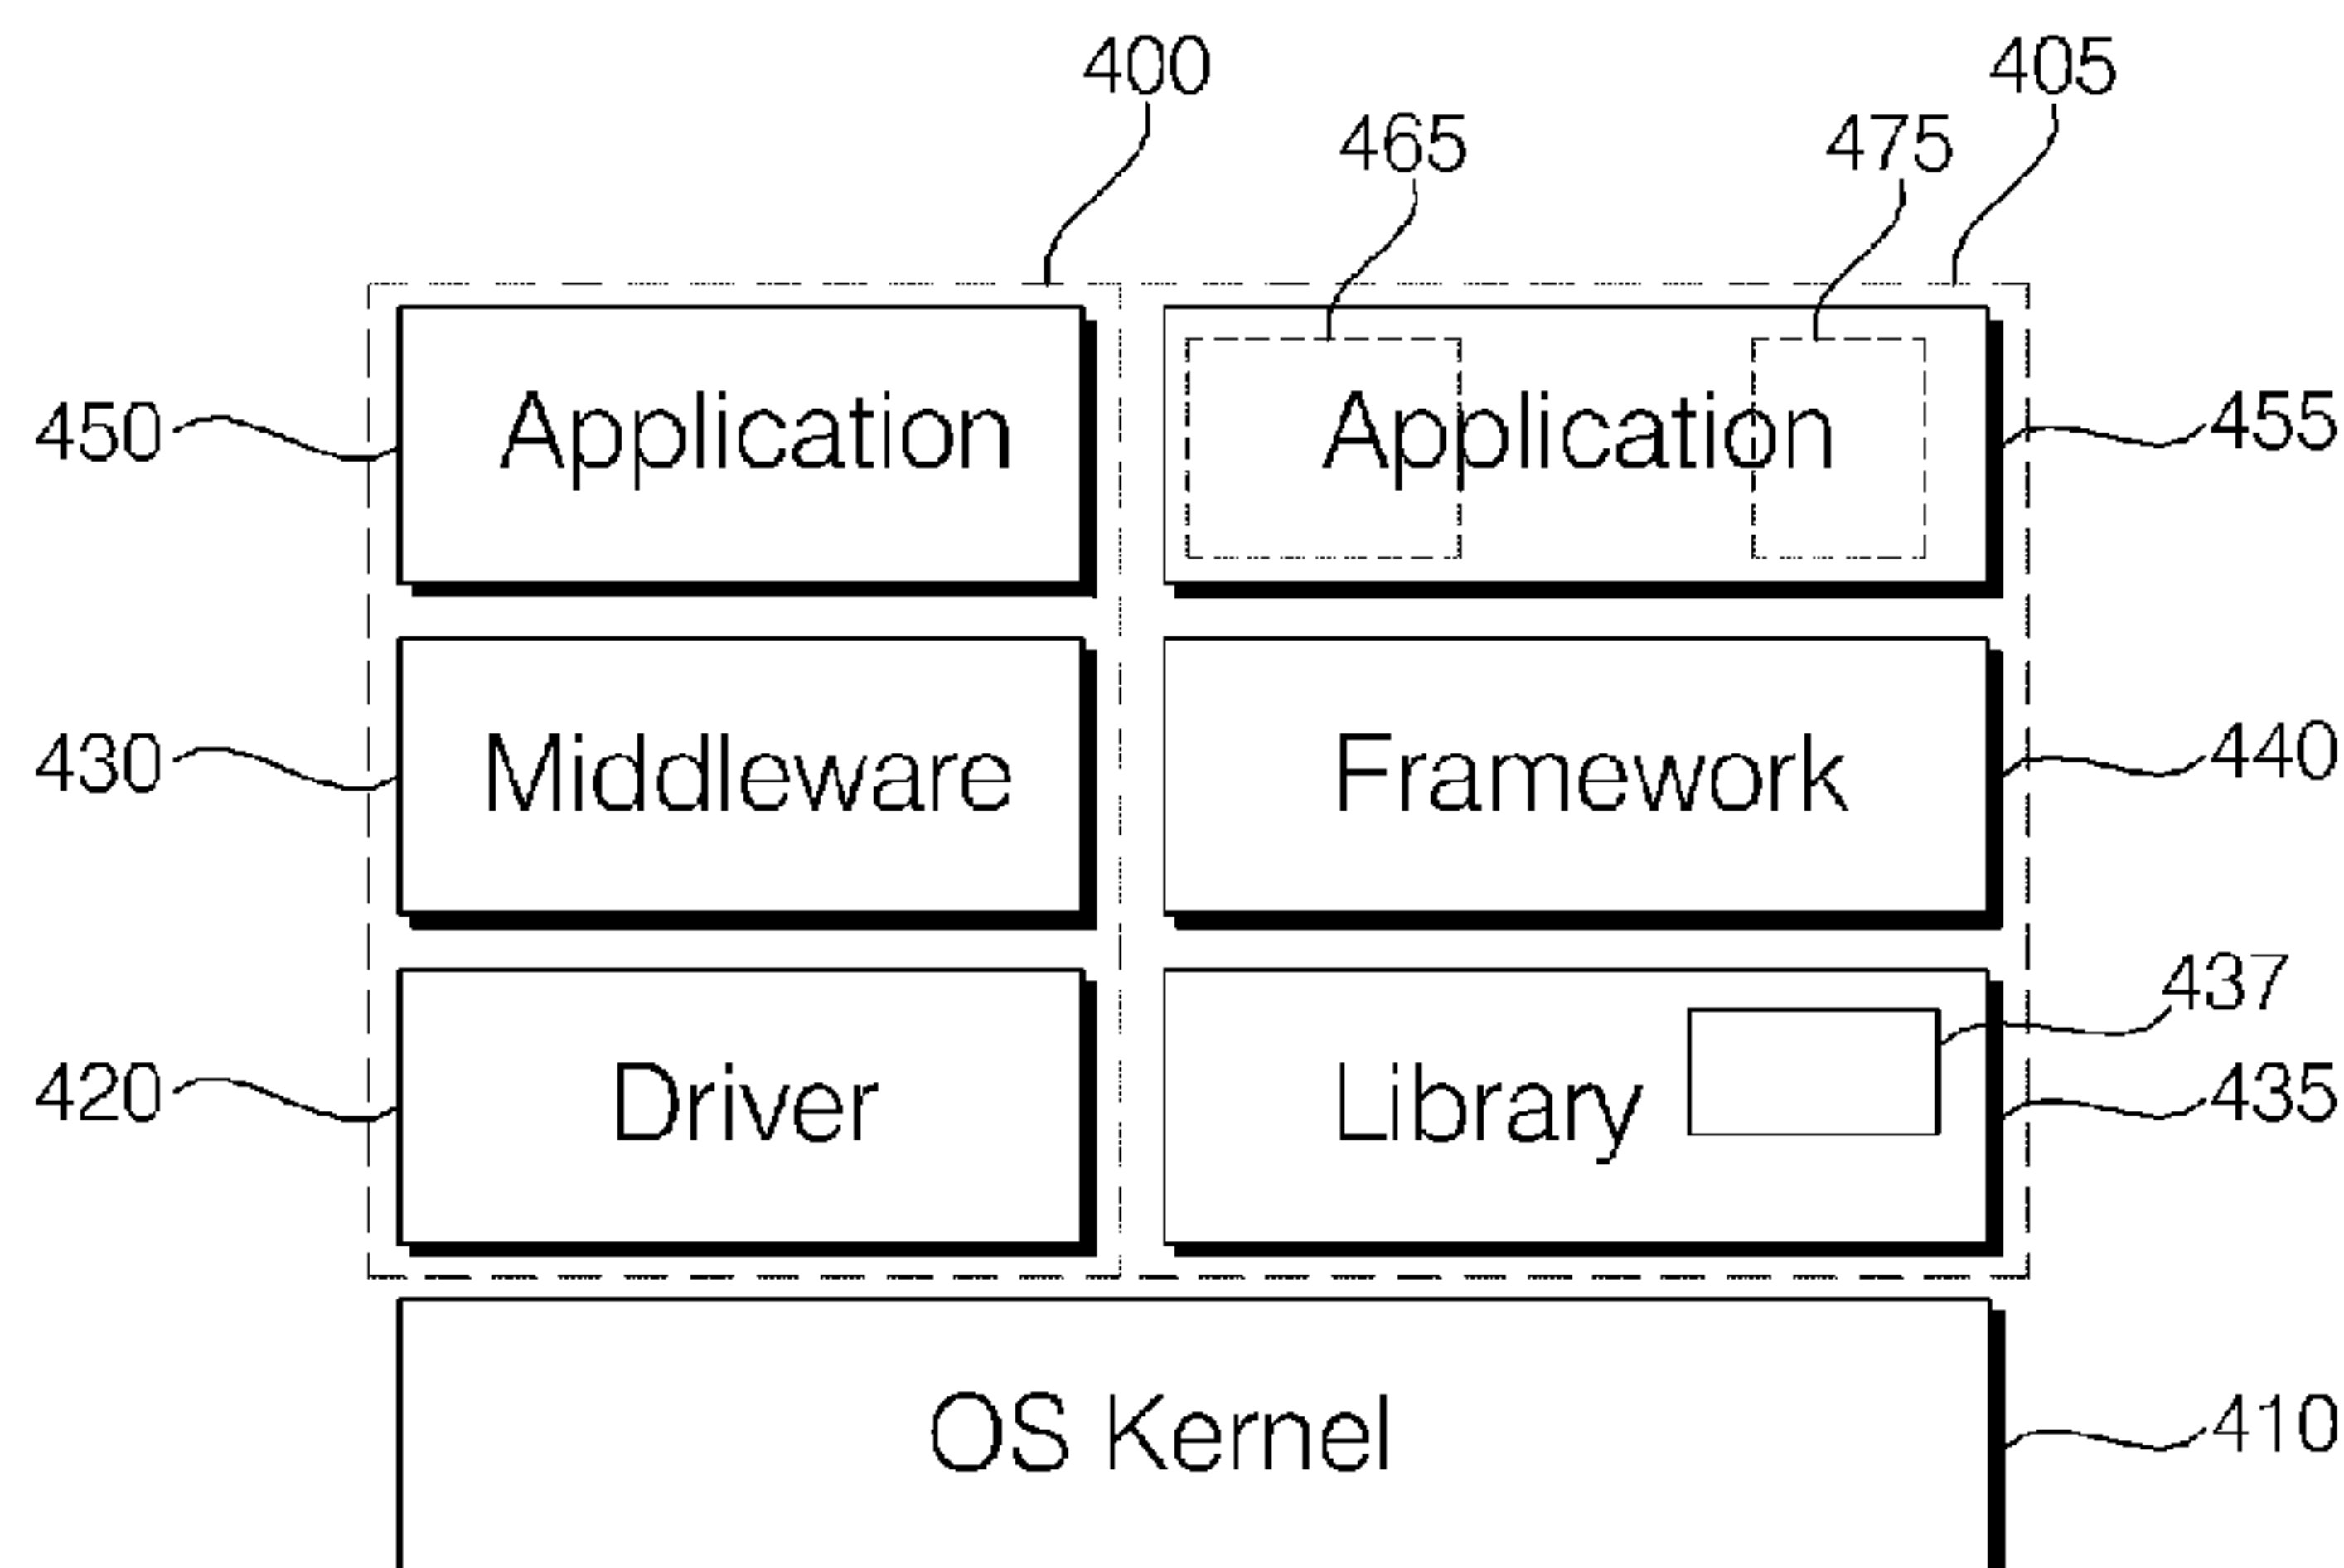 400 405
465 475
450 Application Application 455
430 Middleware Framework 440
437
420 Driver Library 435
OS Kernel 410